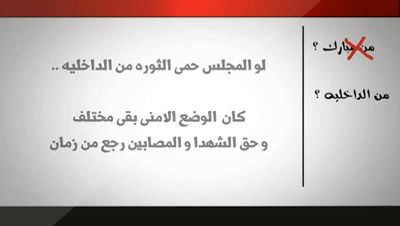 من مبارك ؟
من الداخليه ؟
لو المجلس حمى الثوره من الداخليه ..
كان الوضع الامنى بقى مختلف
و حق الشهدا و المصابين رجع من زمان